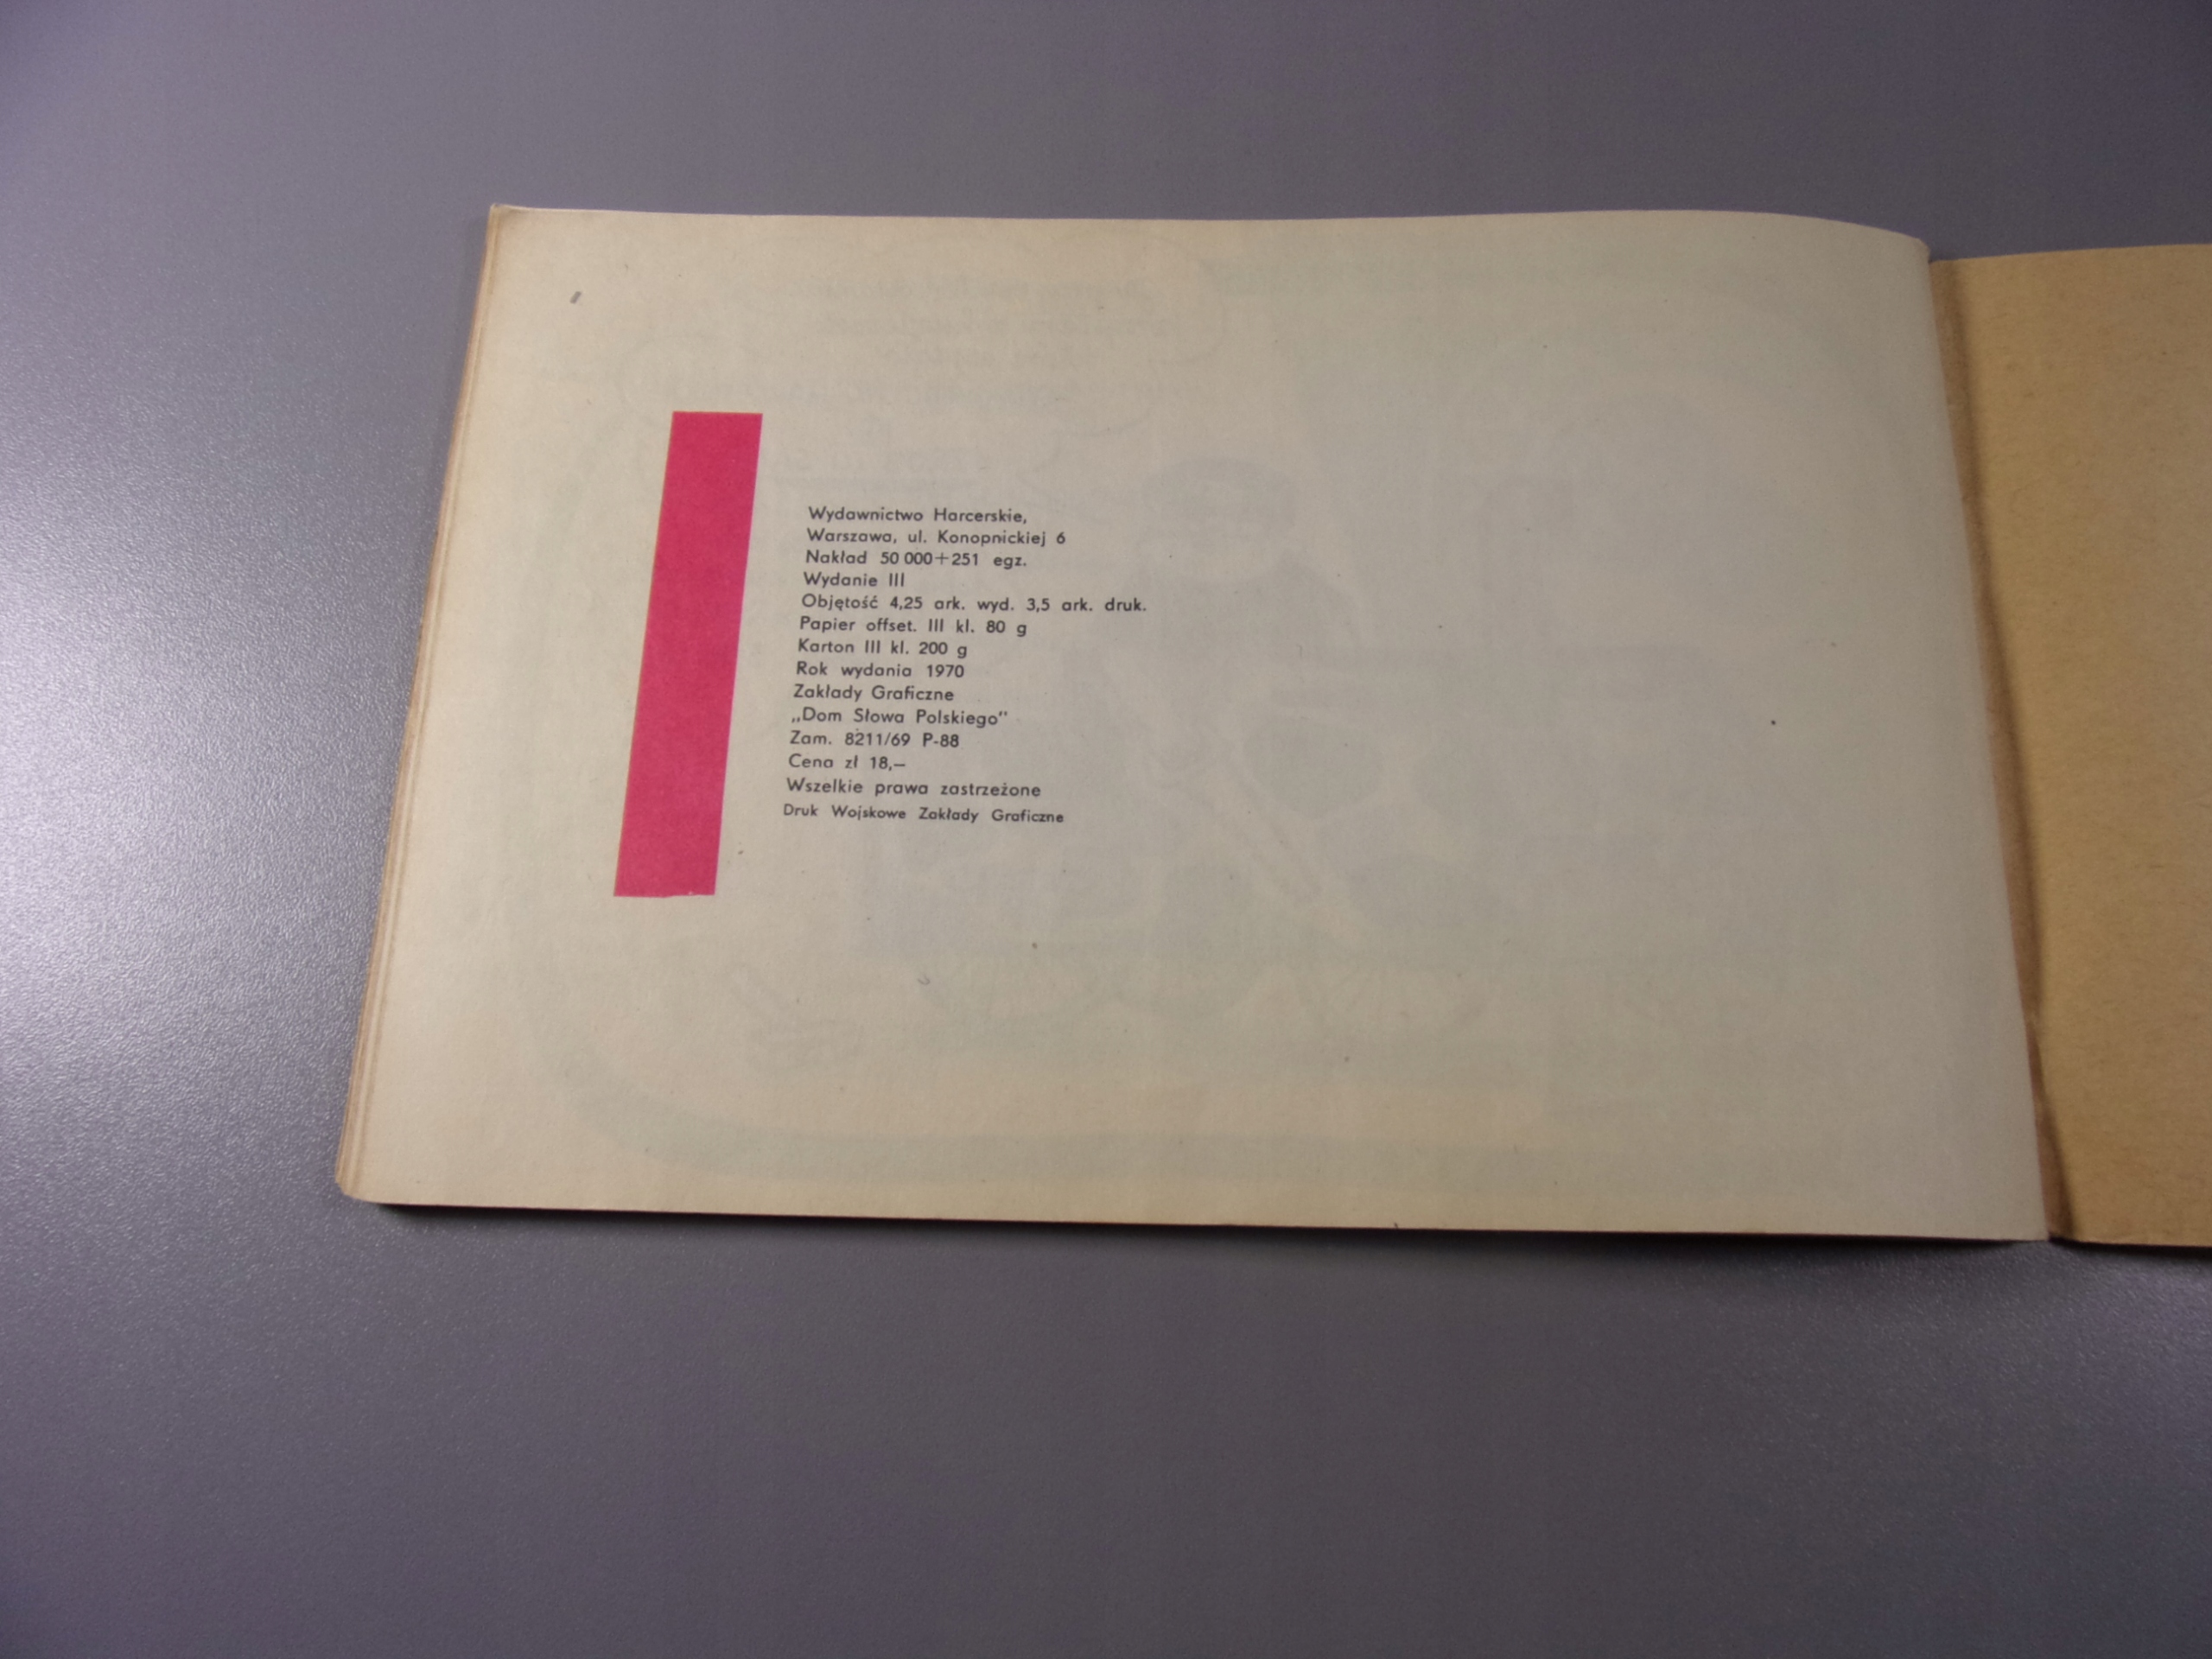 Wydawnictwo Harcerskie,
Warszawa, ul. Konopnickiej 6
Nakład 50 000+251 egz.
Wydanie III
Objętość 4,25 ark. wyd. 3,5 ark. druk.
Papier offset. III kl. 80 g
Karton III kl. 200 g
Rok wydania 1970
Zakłady Graficzne
„Dom Słowa Polskiego”
Zam. 8211/69 P-88
Cena zł 18,—
Wszelkie prawa zastrzeżone
Druk Wojskowe Zakłady Graficzne